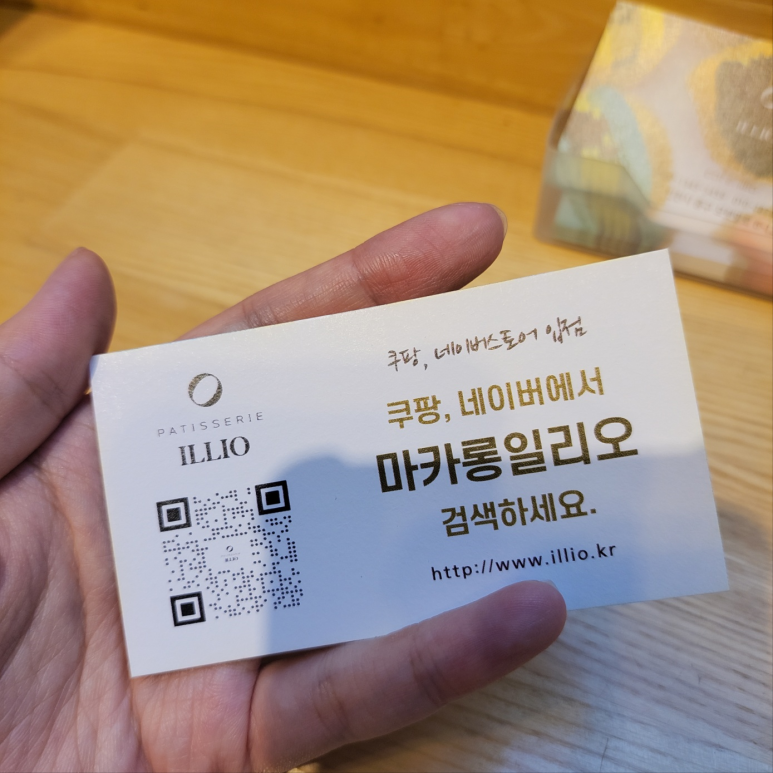 PATISSERIE
ILLIO
쿠팡, 네이버스토어 입점
쿠팡, 네이버에서
마카롱일리오
검색하세요.
http://www.illio.kr